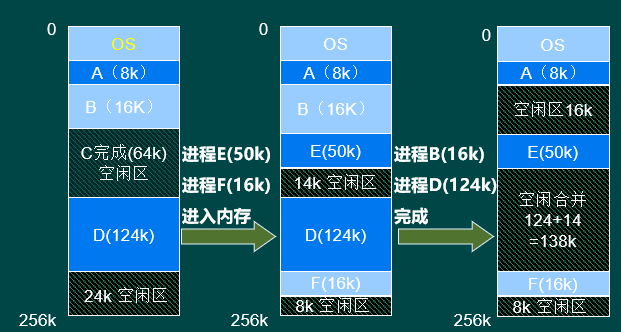 0
OS
A（8k）
B（16K）
C完成(64k)
空闲区
D(124k)
24k 空闲区
256k
进程E(50k)
进程F(16k)
进入内存
0
OS
A（8k）
B（16K）
E(50k)
14k 空闲区
D(124k)
F(16k)
8k 空闲区
256k
进程B(16k)
进程D(124k)
完成
0
OS
A（8k）
空闲区16k
E(50k)
空闲合并
124+14
=138k
F(16k)
8k 空闲区
256k